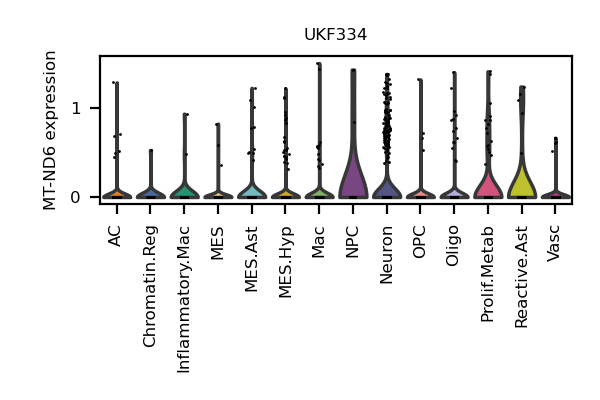 UKF334
MT-ND6 expression
1
0
AC
Chromatin.Reg
Inflammatory.Mac
MES
MES.Ast
MES.Hyp
Mac
NPC
Neuron
OPC
Oligo
Prolif.Metab
Reactive.Ast
Vasc